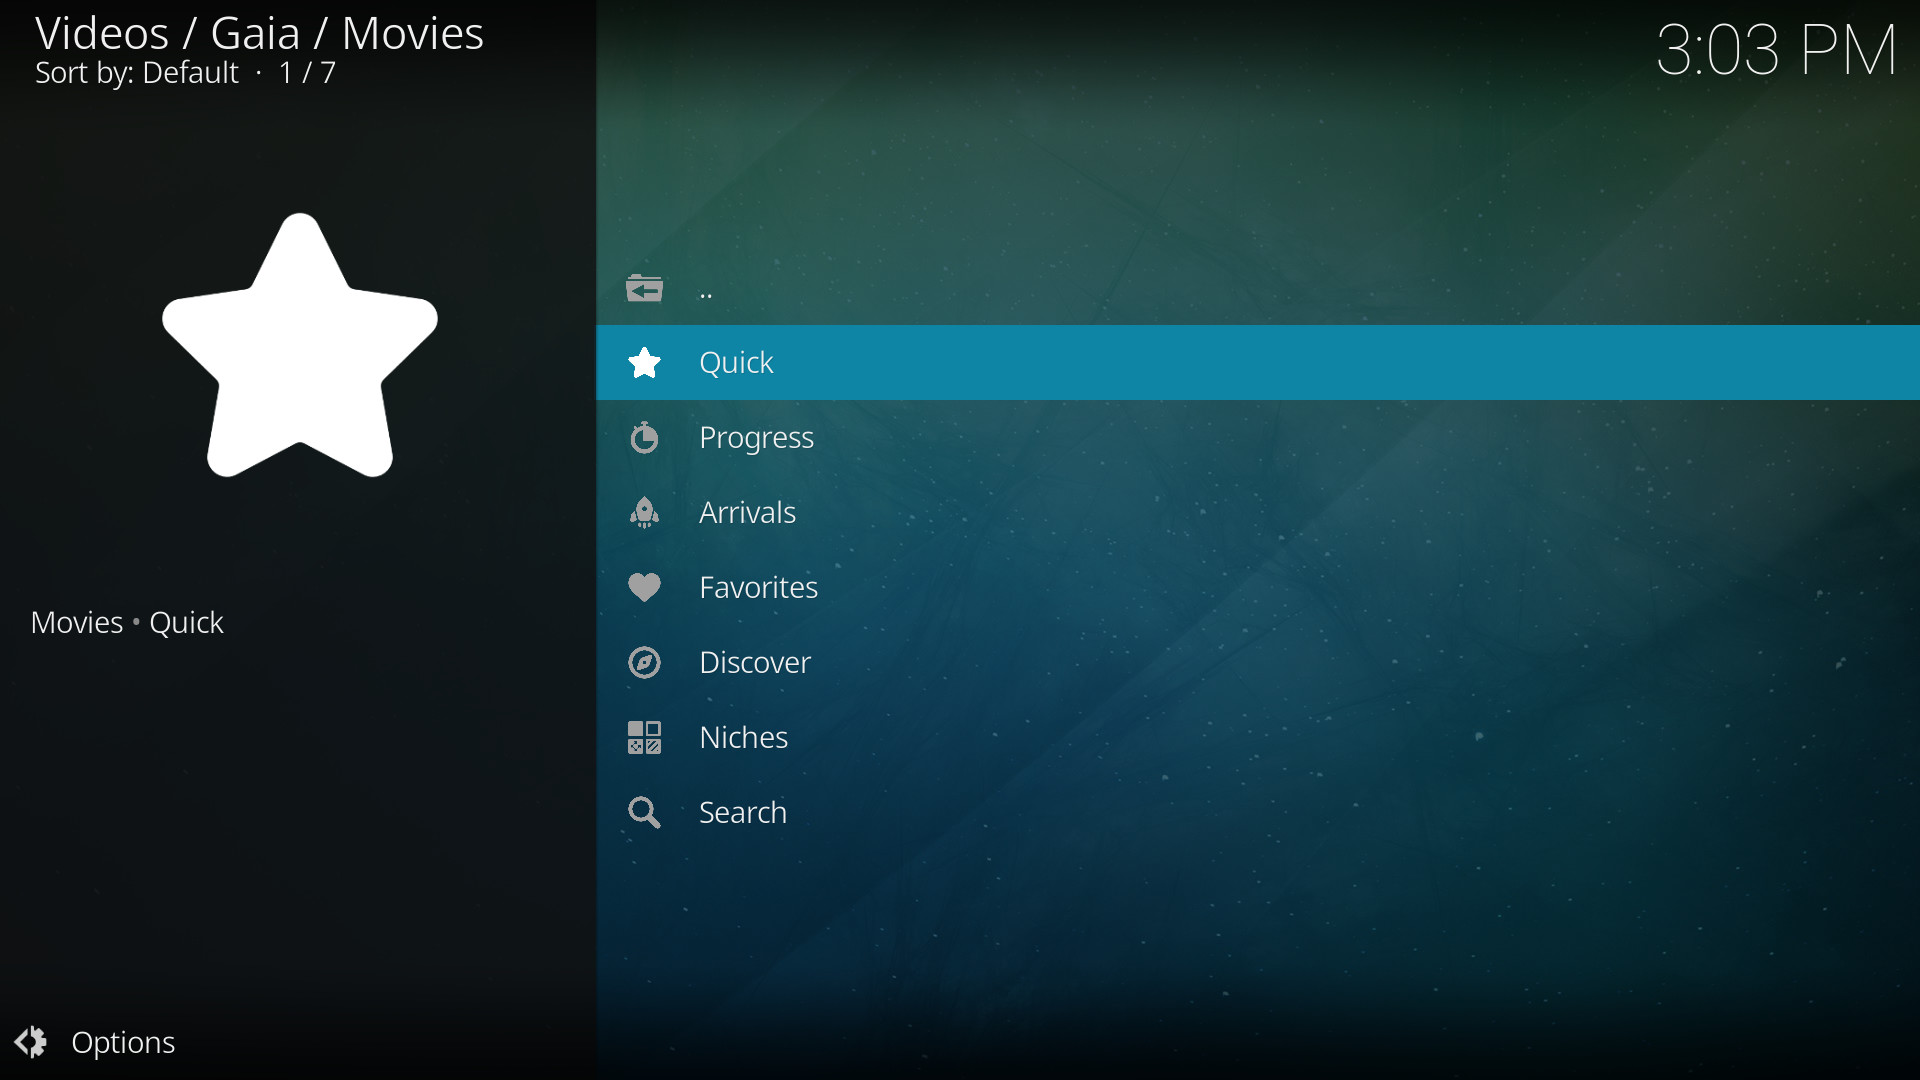 Videos / Gaia / Movies
Sort by: Default · 1 / 7
3:03 PM
..
Quick
Progress
Arrivals
Favorites
Discover
Niches
Search
Movies • Quick
Options